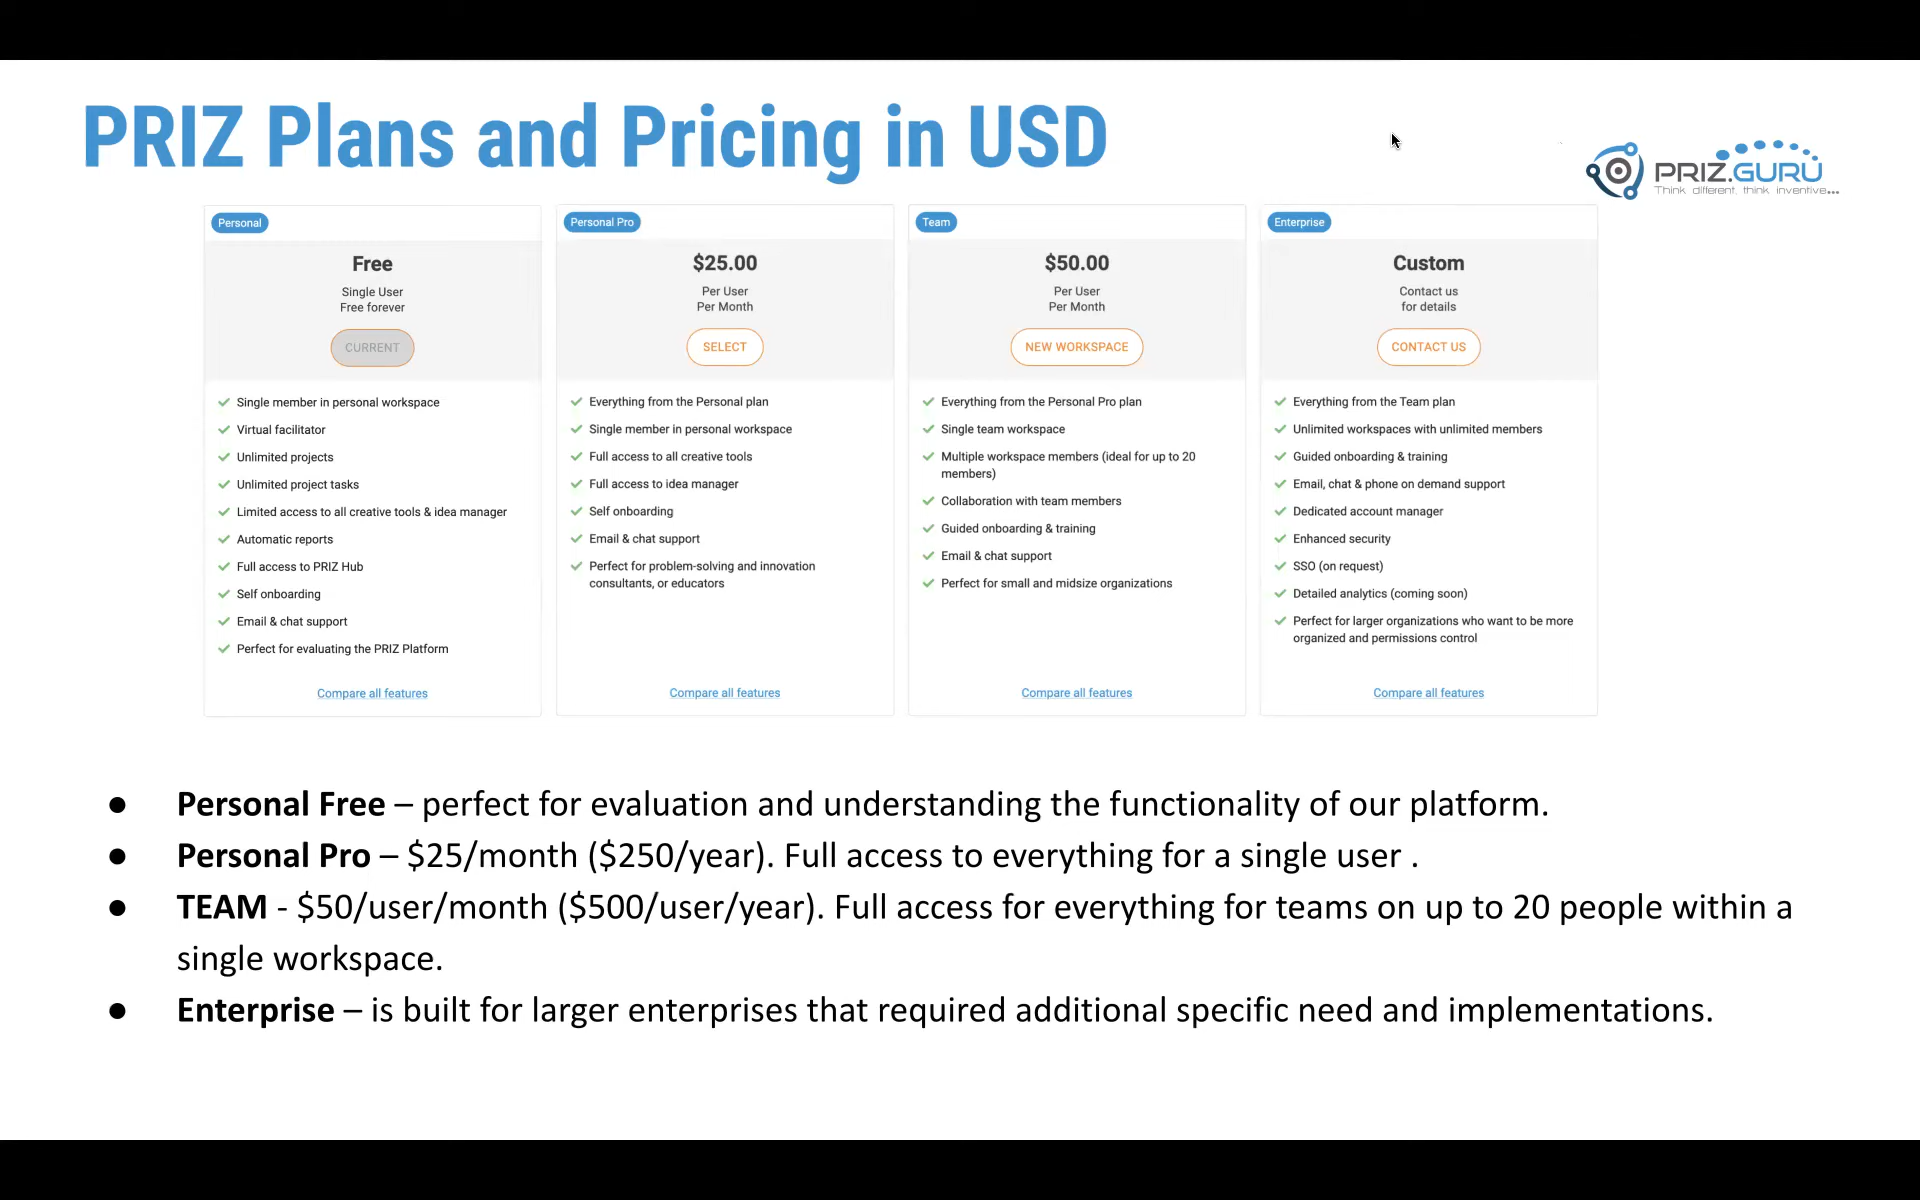 PRIZ Plans and Pricing in USD
PRIZ.GURU
Think different, think inventive...
Personal
Free
Single User
Free forever
CURRENT
Single member in personal workspace
Virtual facilitator
Unlimited projects
Unlimited project tasks
Limited access to all creative tools & idea manager
Automatic reports
Full access to PRIZ Hub
Self onboarding
Email & chat support
Perfect for evaluating the PRIZ Platform
Compare all features
Personal Pro
$25.00
Per User
Per Month
SELECT
Everything from the Personal plan
Single member in personal workspace
Full access to all creative tools
Full access to idea manager
Self onboarding
Email & chat support
Perfect for problem-solving and innovation
consultants, or educators
Compare all features
Team
$50.00
Per User
Per Month
NEW WORKSPACE
Everything from the Personal Pro plan
Single team workspace
Multiple workspace members (ideal for up to 20
members)
Collaboration with team members
Guided onboarding & training
Email & chat support
Perfect for small and midsize organizations
Compare all features
Enterprise
Custom
Contact us
for details
CONTACT US
Everything from the Team plan
Unlimited workspaces with unlimited members
Guided onboarding & training
Email, chat & phone on demand support
Dedicated account manager
Enhanced security
SSO (on request)
Detailed analytics (coming soon)
Perfect for larger organizations who want to be more
organized and permissions control
Compare all features
● Personal Free – perfect for evaluation and understanding the functionality of our platform.
● Personal Pro – $25/month ($250/year). Full access to everything for a single user .
● TEAM - $50/user/month ($500/user/year). Full access for everything for teams on up to 20 people within a
single workspace.
● Enterprise – is built for larger enterprises that required additional specific need and implementations.